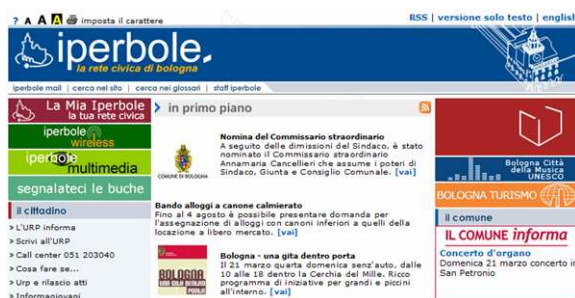 ? A A A imposta il carattere
RSS | versione solo testo | english
iperbole.
la rete civica di bologna
iperbole mail | cerca nel sito | cerca nei glossari | staff iperbole
La Mia Iperbole
la tua rete civica
iperbole
wireless
iperbole
multimedia
segnalateci le buche
il cittadino
» L'URP informa
» Scrivi all'URP
» Call center 051 203040
» Cosa fare se...
» Urp e rilascio atti
» Informagiovani
> in primo piano
COMUNE DI BOLOGNA
Nomina del Commissario straordinario
A seguito delle dimissioni del Sindaco, è stato
nominato il Commissario straordinario
Annamaria Cancellieri che assume i poteri di
Sindaco, Giunta e Consiglio Comunale. [vai]
Bando alloggi a canone calmierato
Fino al 4 agosto è possibile presentare domanda per
l'assegnazione di alloggi con canoni inferiori a quelli della
locazione a libero mercato. [vai]
BOLOGNA
Bologna - una gita dentro porta
Il 21 marzo quarta domenica senz'auto, dalle
10 alle 18 dentro la Cerchia del Mille. Ricco
programma di iniziative per grandi e piccini
all'interno. [vai]
Bologna Città
della Musica
UNESCO
BOLOGNA TURISMO
il comune
IL COMUNE informa
Concerto d'organo
Domenica 21 marzo concerto in
San Petronio